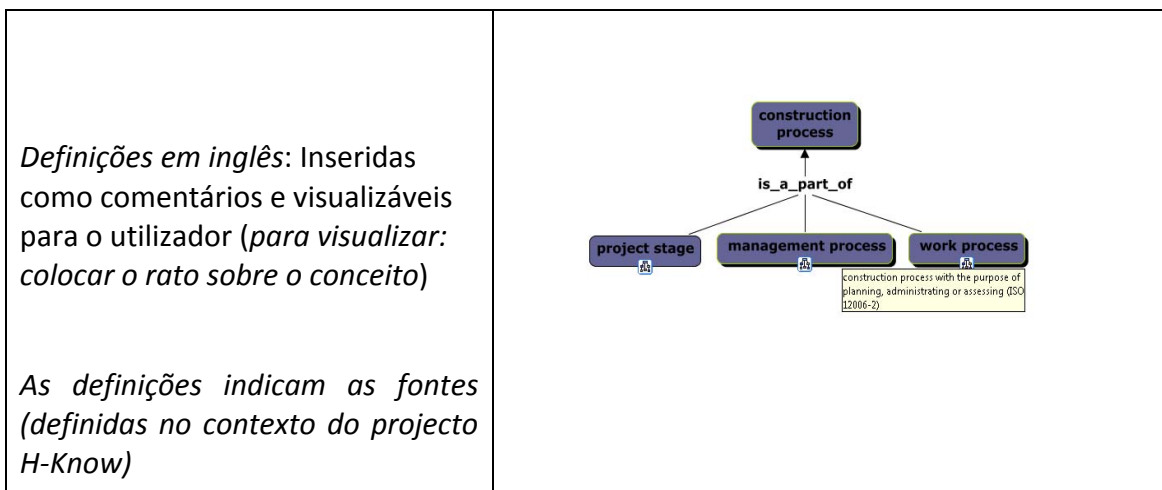 Definições em inglês: Inseridas
como comentários e visualizáveis
para o utilizador (para visualizar:
colocar o rato sobre o conceito)
As definições indicam as fontes
(definidas no contexto do projecto
H-Know)
construction
process
is_a_part_of
project stage
management process
work process
construction process with the purpose of
planning, administrating or assessing (ISO
12006-2)